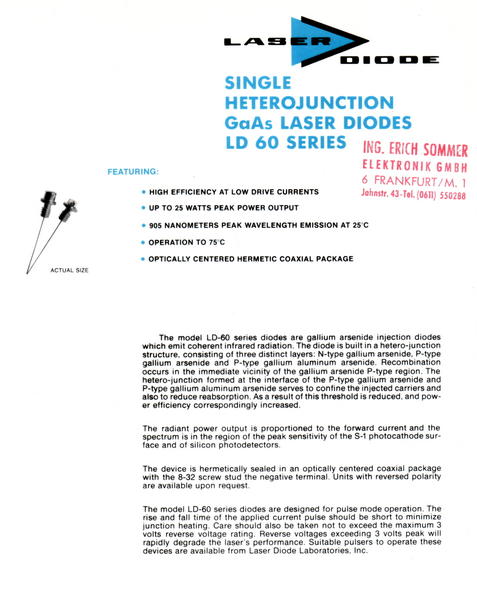 LASER
DIODE
SINGLE
HETEROJUNCTION
GaAs LASER DIODES
LD 60 SERIES
ING. ERICH SOMMER
ELEKTRONIK GMBH
6 FRANKFURT/M. 1
Jahnstr. 43-Tel. (0611) 550288
FEATURING:
• HIGH EFFICIENCY AT LOW DRIVE CURRENTS
• UP TO 25 WATTS PEAK POWER OUTPUT
• 905 NANOMETERS PEAK WAVELENGTH EMISSION AT 25°C
• OPERATION TO 75°C
• OPTICALLY CENTERED HERMETIC COAXIAL PACKAGE
ACTUAL SIZE
The model LD-60 series diodes are gallium arsenide injection diodes
which emit coherent infrared radiation. The diode is built in a hetero-junction
structure, consisting of three distinct layers: N-type gallium arsenide, P-type
gallium arsenide and P-type gallium aluminum arsenide. Recombination
occurs in the immediate vicinity of the gallium arsenide P-type region. The
hetero-junction formed at the interface of the P-type gallium arsenide and
P-type gallium aluminum arsenide serves to confine the injected carriers and
also to reduce reabsorption. As a result of this threshold is reduced, and pow-
er efficiency correspondingly increased.
The radiant power output is proportioned to the forward current and the
spectrum is in the region of the peak sensitivity of the S-1 photocathode sur-
face and of silicon photodetectors.
The device is hermetically sealed in an optically centered coaxial package
with the 8-32 screw stud the negative terminal. Units with reversed polarity
are available upon request.
The model LD-60 series diodes are designed for pulse mode operation. The
rise and fall time of the applied current pulse should be short to minimize
junction heating. Care should also be taken not to exceed the maximum 3
volts reverse voltage rating. Reverse voltages exceeding 3 volts peak will
rapidly degrade the laser's performance. Suitable pulsers to operate these
devices are available from Laser Diode Laboratories, Inc.